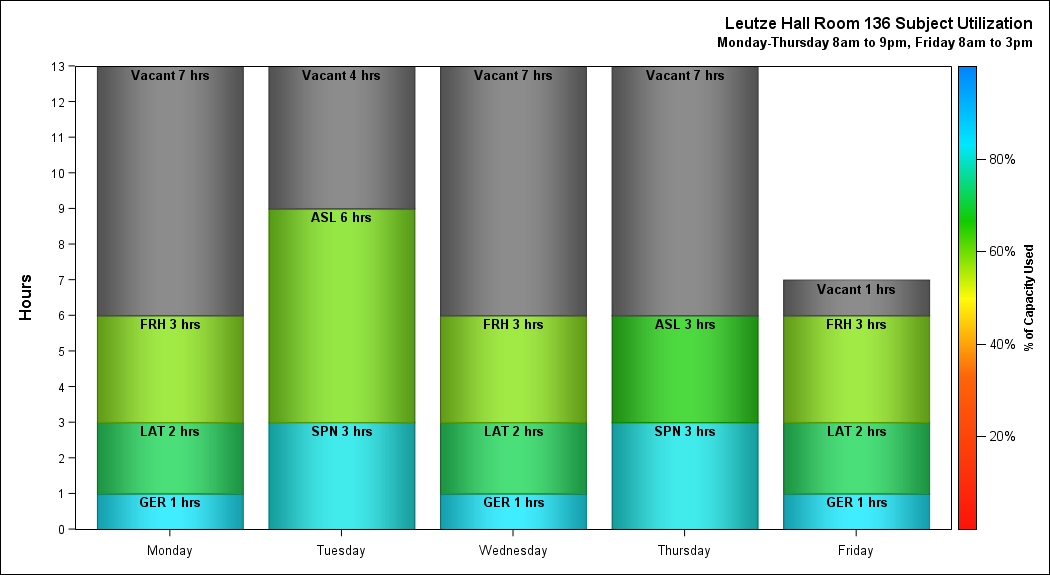 Leutze Hall Room 136 Subject Utilization
Monday-Thursday 8am to 9pm, Friday 8am to 3pm
Hours
13
12
11
10
9
8
7
6
5
4
3
2
1
0
Vacant 7 hrs
FRH 3 hrs
LAT 2 hrs
GER 1 hrs
Vacant 4 hrs
ASL 6 hrs
SPN 3 hrs
Vacant 7 hrs
FRH 3 hrs
LAT 2 hrs
GER 1 hrs
Vacant 7 hrs
ASL 3 hrs
SPN 3 hrs
Vacant 1 hrs
FRH 3 hrs
LAT 2 hrs
GER 1 hrs
Monday
Tuesday
Wednesday
Thursday
Friday
80%
60%
40%
20%
% of Capacity Used